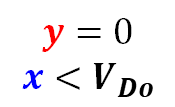 y = 0
x < V_Do